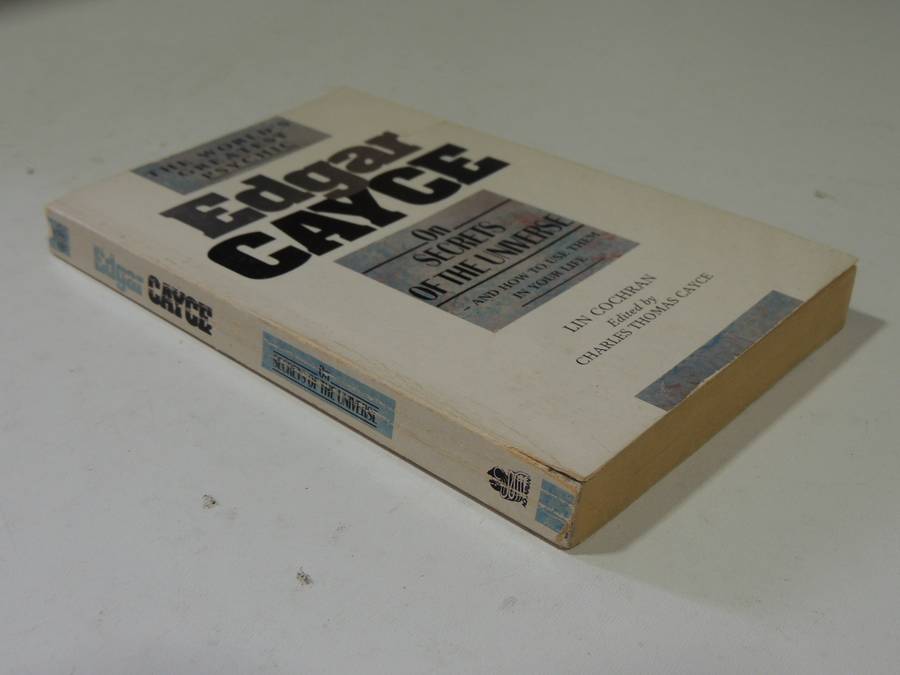 THE WORLD'S
GREATEST
PSYCHIC
Edgar
CAYCE
On
SECRETS
OF THE UNIVERSE
- AND HOW TO USE THEM
IN YOUR LIFE
LIN COCHRAN
Edited by
CHARLES THOMAS CAYCE
Edgar
CAYCE
On
SECRETS OF THE UNIVERSE